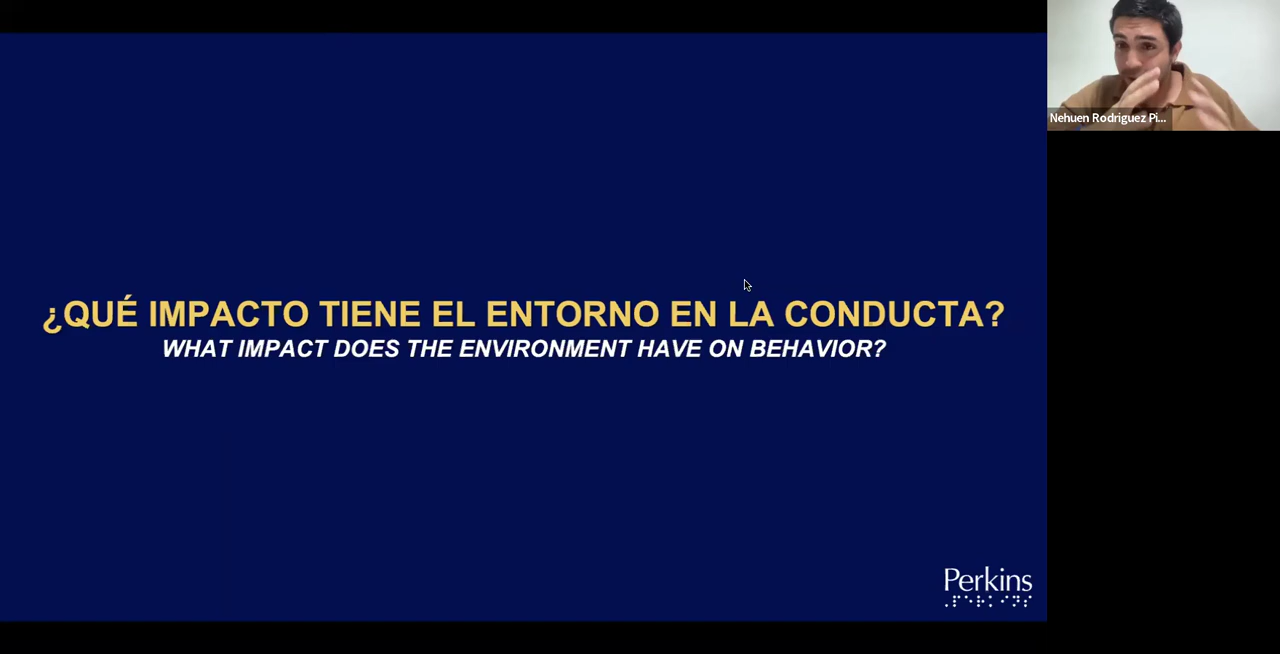 ¿QUÉ IMPACTO TIENE EL ENTORNO EN LA CONDUCTA?
WHAT IMPACT DOES THE ENVIRONMENT HAVE ON BEHAVIOR?
Nehuen Rodriguez Pi...
Perkins